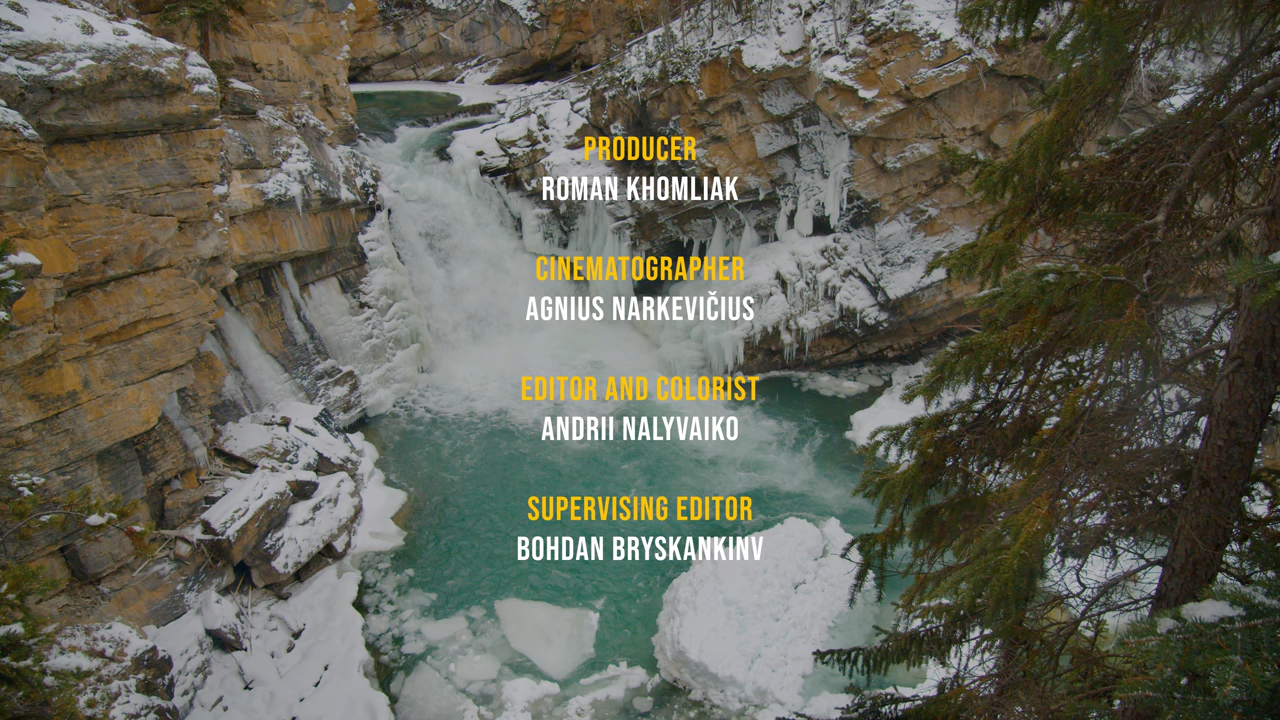 PRODUCER
ROMAN KHOMLIAK
CINEMATOGRAPHER
AGNIUS NARKEVIČIUS
EDITOR AND COLORIST
ANDRII NALYVAIKO
SUPERVISING EDITOR
BOHDAN BRYSKANKINV